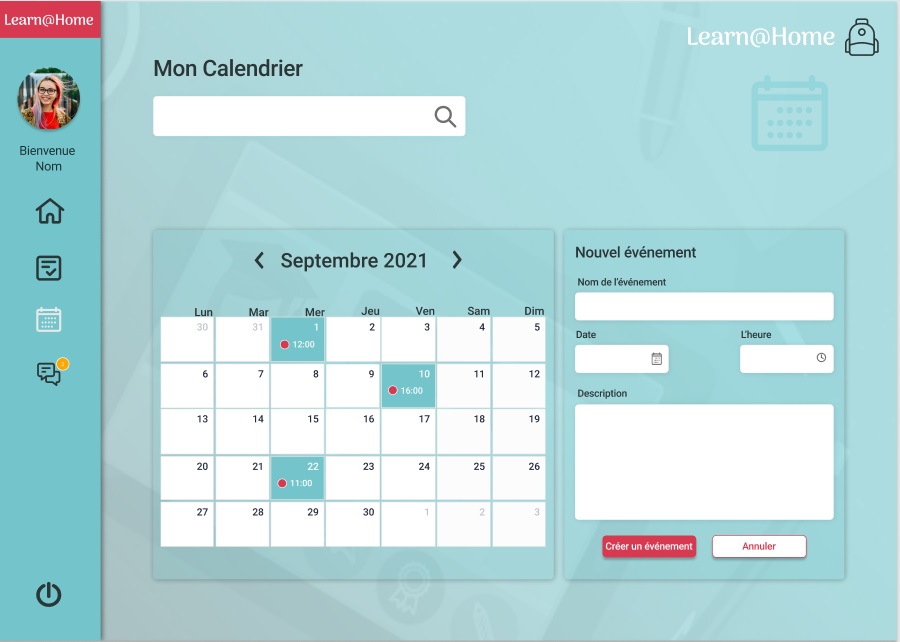 Learn@Home
Learn@Home
Bienvenue
Nom
Mon Calendrier
Septembre 2021
Lun Mar Mer Jeu Ven Sam Dim
30 31 1 2 3 4 5
12:00
6 7 8 9 10 11 12
16:00
13 14 15 16 17 18 19
20 21 22 23 24 25 26
11:00
27 28 29 30 1 2 3
Nouvel événement
Nom de l'événement
Date L'heure
Description
Créer un événement Annuler